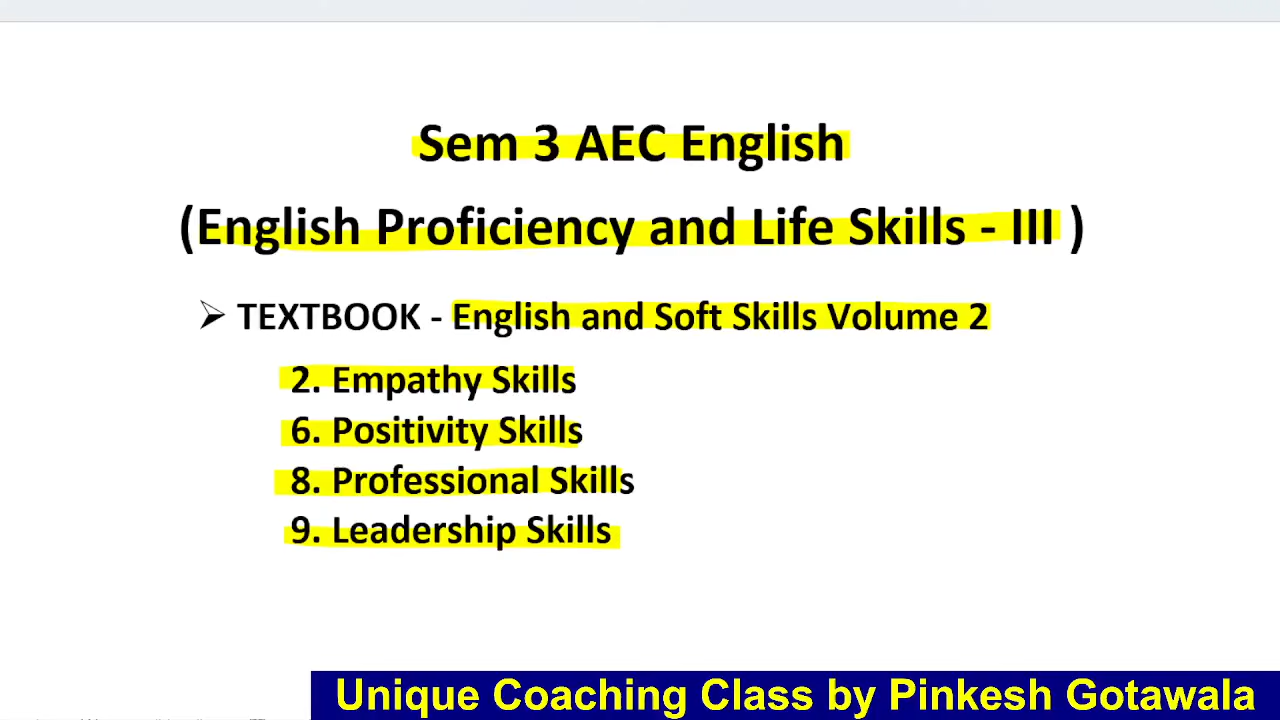 Sem 3 AEC English
(English Proficiency and Life Skills - III )
➢ TEXTBOOK - English and Soft Skills Volume 2
2. Empathy Skills
6. Positivity Skills
8. Professional Skills
9. Leadership Skills
Unique Coaching Class by Pinkesh Gotawala